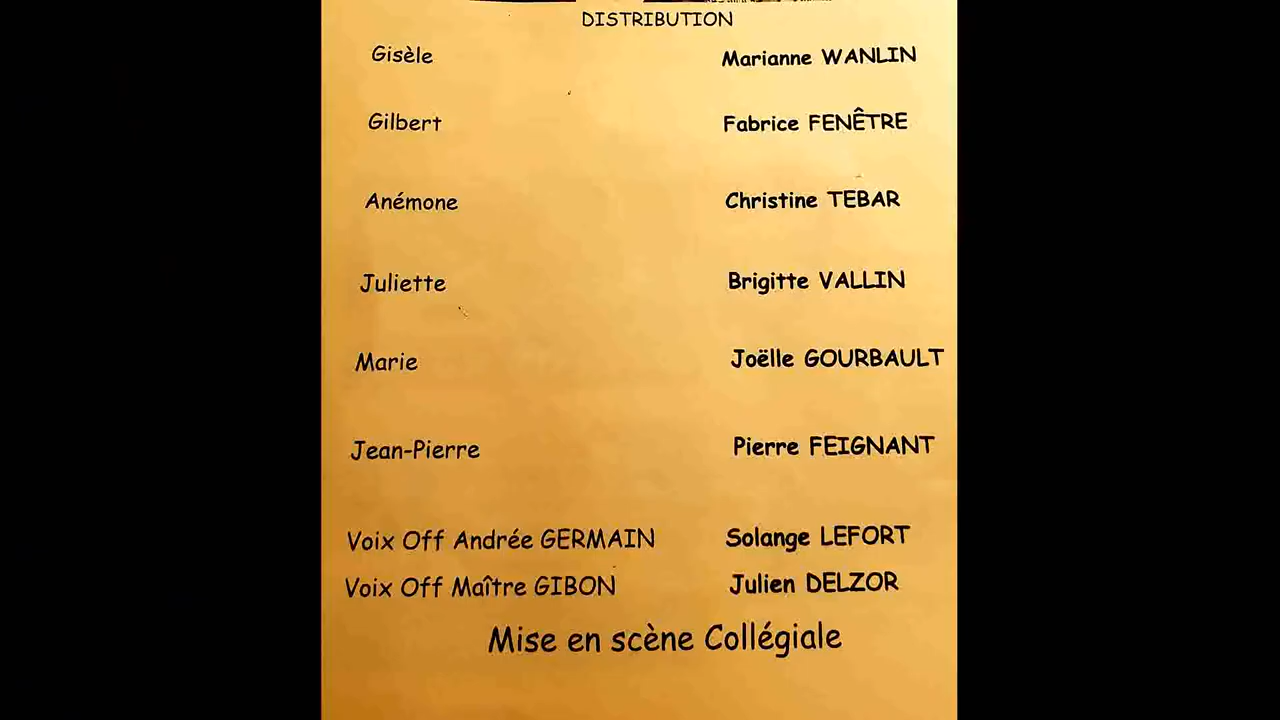 DISTRIBUTION
Gisèle Marianne WANLIN
Gilbert Fabrice FENÊTRE
Anémone Christine TEBAR
Juliette Brigitte VALLIN
Marie Joëlle GOURBAULT
Jean-Pierre Pierre FEIGNANT
Voix Off Andrée GERMAIN Solange LEFORT
Voix Off Maître GIBON Julien DELZOR
Mise en scène Collégiale